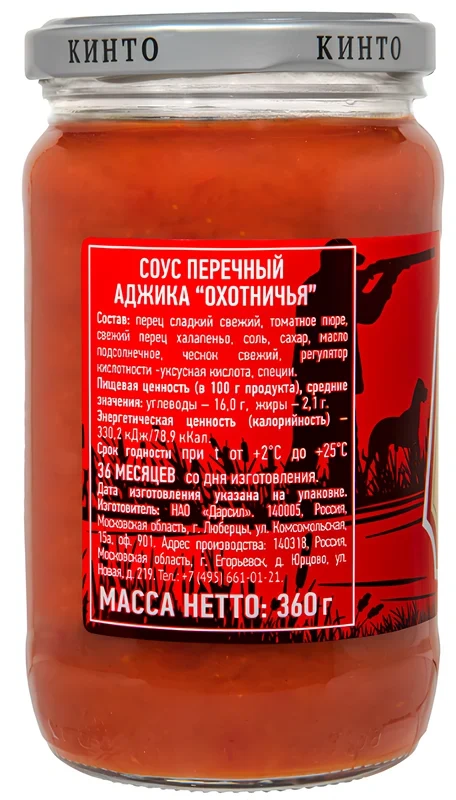 КИНТО КИНТО
СОУС ПЕРЕЧНЫЙ
АДЖИКА “ОХОТНИЧЬЯ”
Состав: перец сладкий свежий, томатное пюре,
свежий перец халапеньо, соль, сахар, масло
подсолнечное, чеснок свежий, регулятор
кислотности -уксусная кислота, специи.
Пищевая ценность (в 100 г продукта), средние
значения: углеводы – 16,0 г, жиры – 2,1 г.
Энергетическая ценность (калорийность) –
330,2 кДж/78,9 кКал.
Срок годности при t от +2°С до +25°С
36 МЕСЯЦЕВ со дня изготовления.
Дата изготовления указана на упаковке.
Изготовитель: НАО «Дарсил». 140005, Россия,
Московская область, г. Люберцы, ул. Комсомольская,
15а, оф. 901. Адрес производства: 140318, Россия,
Московская область, г. Егорьевск, д. Юрцово, ул.
Новая, д. 219. Тел.: +7 (495) 661-01-21.
МАССА НЕТТО: 360 г